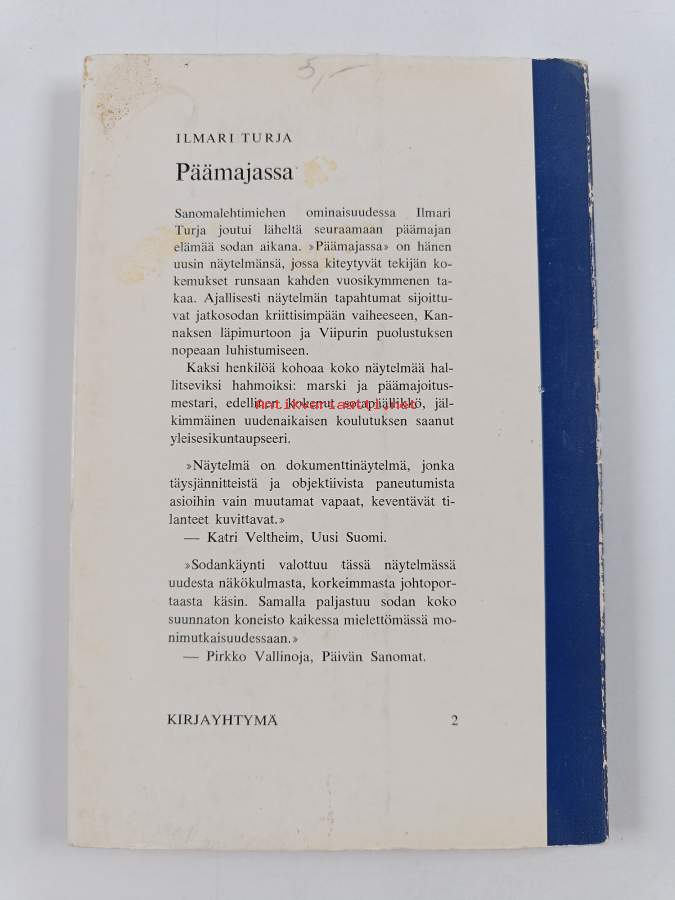 5,–
ILMARI TURJA
Päämajassa
Sanomalehtimiehen ominaisuudessa Ilmari
Turja joutui läheltä seuraamaan päämajan
elämää sodan aikana. »Päämajassa» on hänen
uusin näytelmänsä, jossa kiteytyvät tekijän ko-
kemukset runsaan kahden vuosikymmenen ta-
kaa. Ajallisesti näytelmän tapahtumat sijoittu-
vat jatkosodan kriittisimpään vaiheeseen, Kan-
naksen läpimurtoon ja Viipurin puolustuksen
nopeaan luhistumiseen.
Kaksi henkilöä kohoaa koko näytelmää hal-
litseviksi hahmoiksi: marski ja päämajoitus-
mestari, edellinen kokenut sotapäällikkö, jäl-
kimmäinen uudenaikaisen koulutuksen saanut
yleisesikuntaupseeri.
Antikvariaatti.net
»Näytelmä on dokumenttinäytelmä, jonka
täysjännitteistä ja objektiivista paneutumista
asioihin vain muutamat vapaat, keventävät ti-
lanteet kuvittavat.»
— Katri Veltheim, Uusi Suomi.
»Sodankäynti valottuu tässä näytelmässä
uudesta näkökulmasta, korkeimmasta johtopor-
taasta käsin. Samalla paljastuu sodan koko
suunnaton koneisto kaikessa mielettömässä mo-
nimutkaisuudessaan.»
— Pirkko Vallinoja, Päivän Sanomat.
KIRJAYHTYMÄ 2